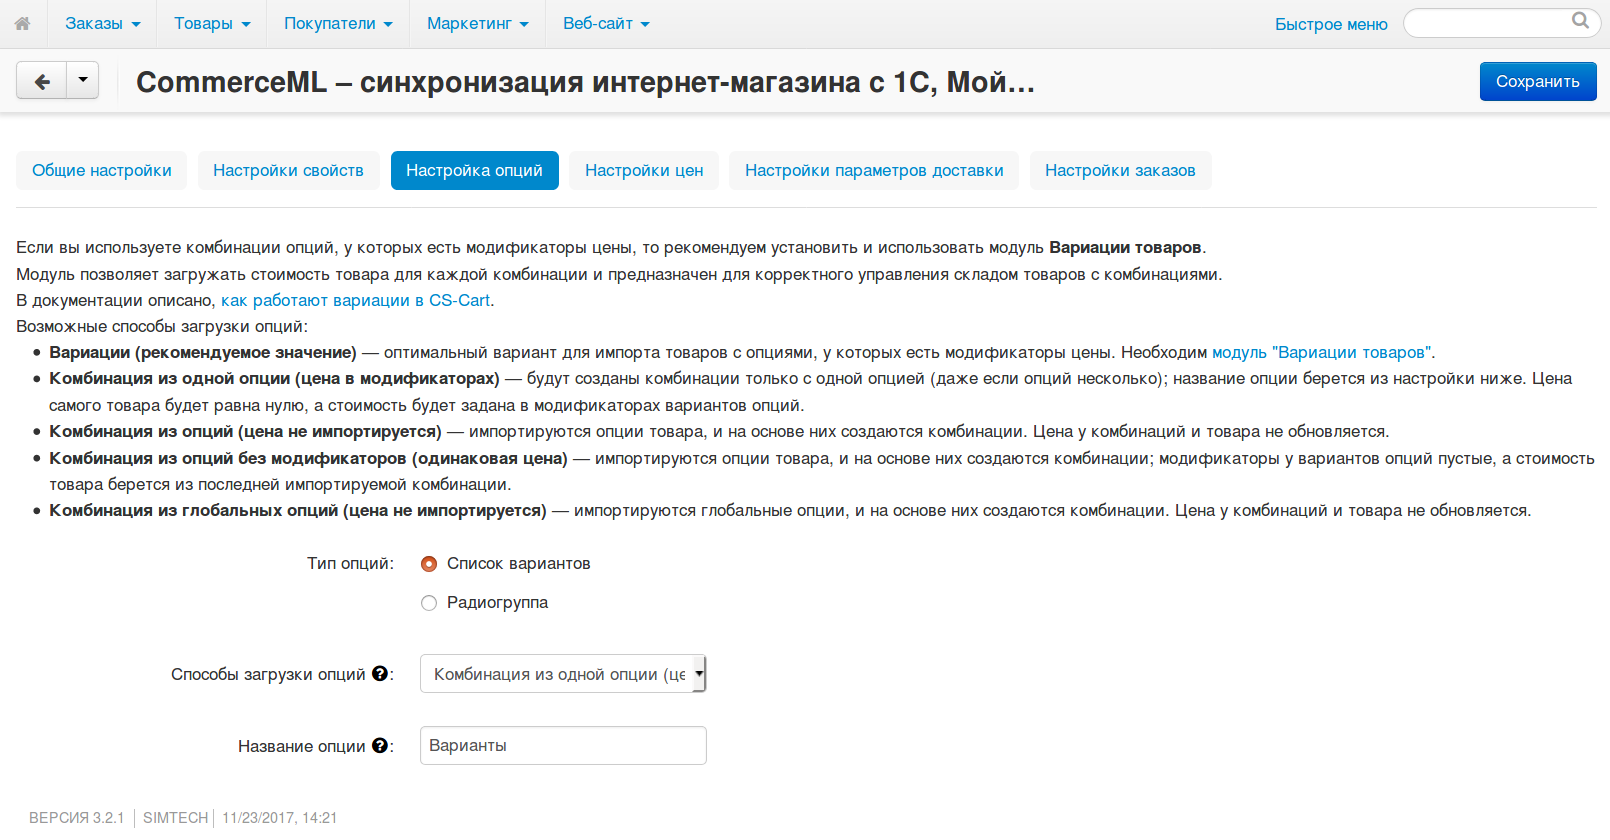 Заказы Товары Покупатели Маркетинг Веб-сайт Быстрое меню
CommerceML – синхронизация интернет-магазина с 1С, Мой… Сохранить
Общие настройки Настройки свойств Настройка опций Настройки цен Настройки параметров доставки Настройки заказов
Если вы используете комбинации опций, у которых есть модификаторы цены, то рекомендуем установить и использовать модуль Вариации товаров.
Модуль позволяет загружать стоимость товара для каждой комбинации и предназначен для корректного управления складом товаров с комбинациями.
В документации описано, как работают вариации в CS-Cart.
Возможные способы загрузки опций:
• Вариации (рекомендуемое значение) — оптимальный вариант для импорта товаров с опциями, у которых есть модификаторы цены. Необходим модуль "Вариации товаров".
• Комбинация из одной опции (цена в модификаторах) — будут созданы комбинации только с одной опцией (даже если опций несколько); название опции берется из настройки ниже. Цена
самого товара будет равна нулю, а стоимость будет задана в модификаторах вариантов опций.
• Комбинация из опций (цена не импортируется) — импортируются опции товара, и на основе них создаются комбинации. Цена у комбинаций и товара не обновляется.
• Комбинация из опций без модификаторов (одинаковая цена) — импортируются опции товара, и на основе них создаются комбинации; модификаторы у вариантов опций пустые, а стоимость
товара берется из последней импортируемой комбинации.
• Комбинация из глобальных опций (цена не импортируется) — импортируются глобальные опции, и на основе них создаются комбинации. Цена у комбинаций и товара не обновляется.
Тип опций: Список вариантов
Радиогруппа
Способы загрузки опций ?: Комбинация из одной опции (це
Название опции ?: Варианты
ВЕРСИЯ 3.2.1 | SIMTECH | 11/23/2017, 14:21